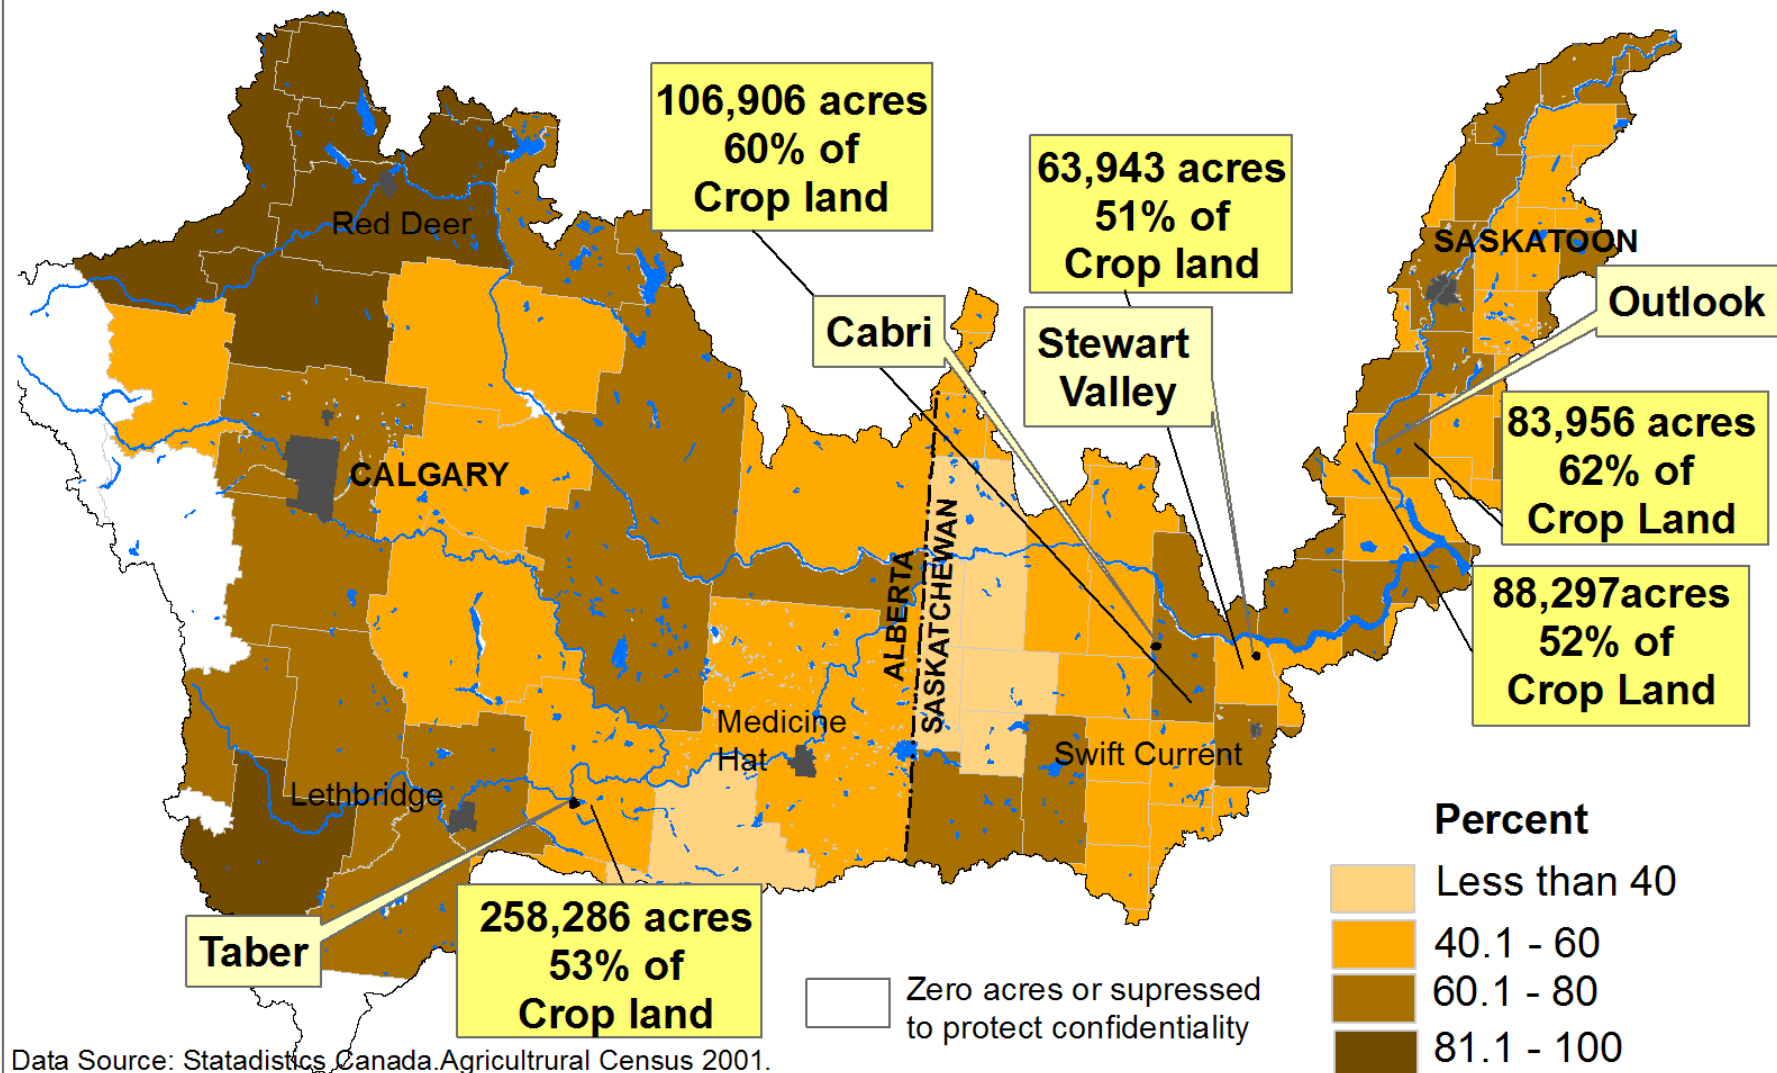 106,906 acres
60% of
Crop land
63,943 acres
51% of
Crop land
Red Deer
SASKATOON
Outlook
Cabri
Stewart
Valley
83,956 acres
62% of
Crop Land
CALGARY
ALBERTA
SASKATCHEWAN
88,297acres
52% of
Crop Land
Medicine
Hat
Swift Current
Lethbridge
Taber
258,286 acres
53% of
Crop land
Percent
Less than 40
40.1 - 60
60.1 - 80
81.1 - 100
Zero acres or supressed
to protect confidentiality
Data Source: Statadistics Canada.Agricultrural Census 2001.